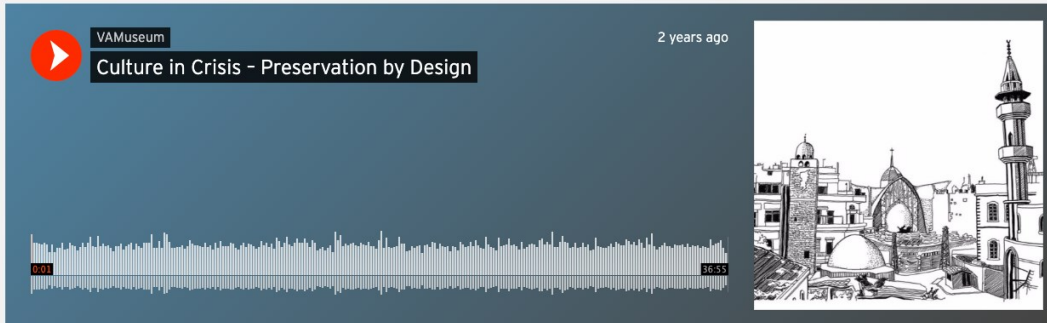 VAMuseum
2 years ago
Culture in Crisis – Preservation by Design
0:01
36:55